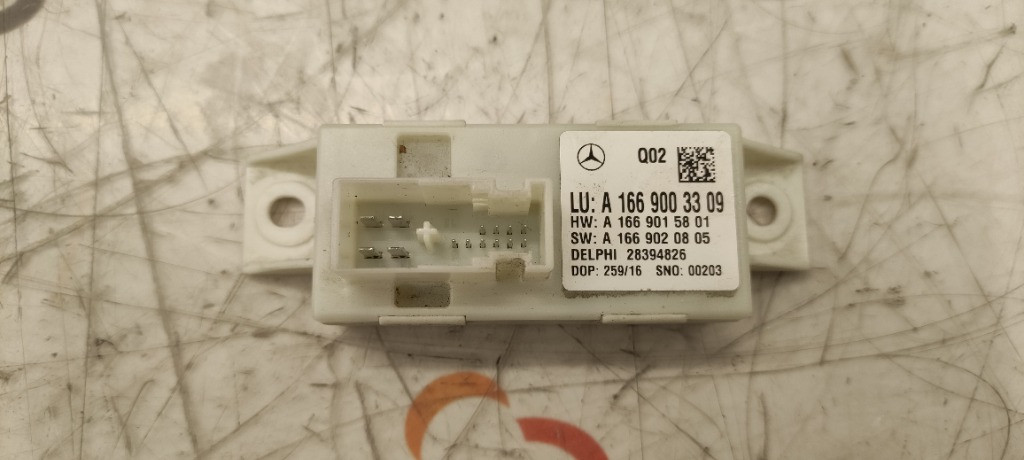 Q02
LU: A 166 900 33 09
HW: A 166 901 58 01
SW: A 166 902 08 05
DELPHI 28394826
DOP: 259/16 SNO: 00203